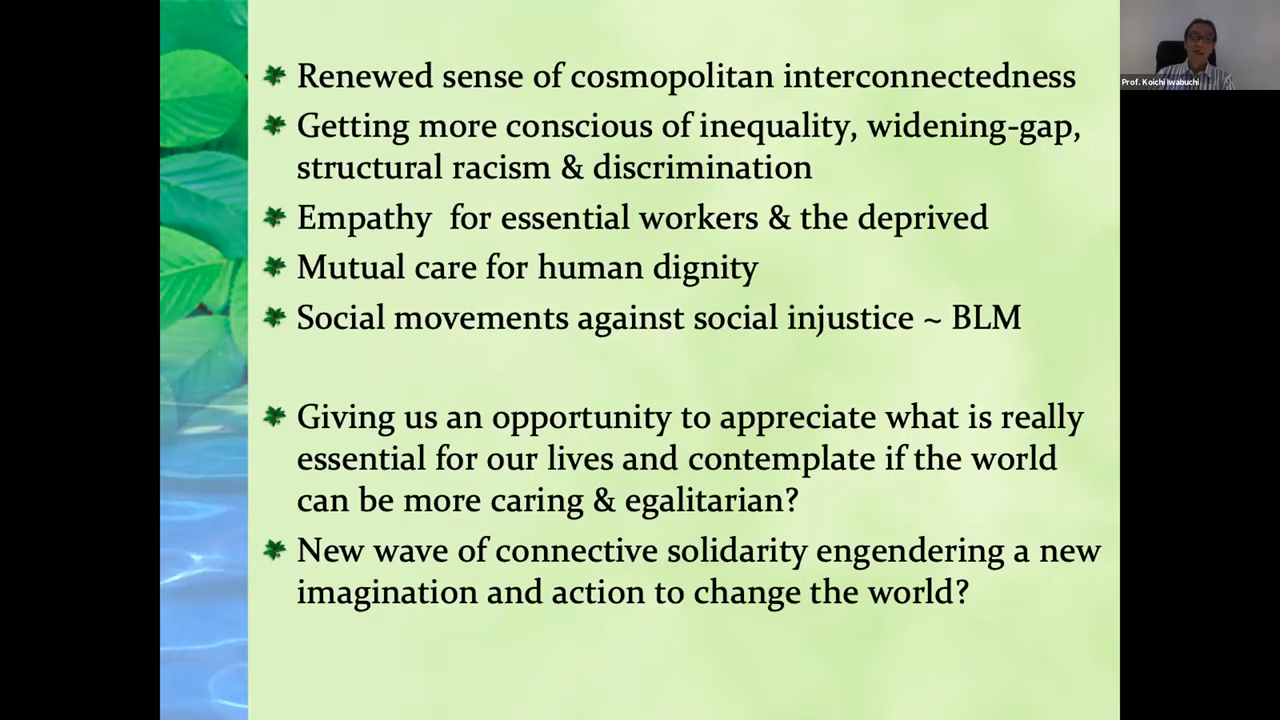 Renewed sense of cosmopolitan interconnectedness
Getting more conscious of inequality, widening-gap,
structural racism & discrimination
Empathy  for essential workers & the deprived
Mutual care for human dignity
Social movements against social injustice ~ BLM
Giving us an opportunity to appreciate what is really
essential for our lives and contemplate if the world
can be more caring & egalitarian?
New wave of connective solidarity engendering a new
imagination and action to change the world?
Prof. Koichi Iwabuchi